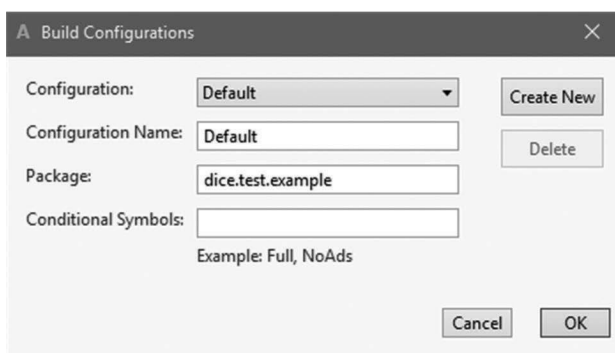 A Build Configurations
Configuration: Default Create New
Configuration Name: Default Delete
Package: dice.test.example
Conditional Symbols:
Example: Full, NoAds
Cancel OK